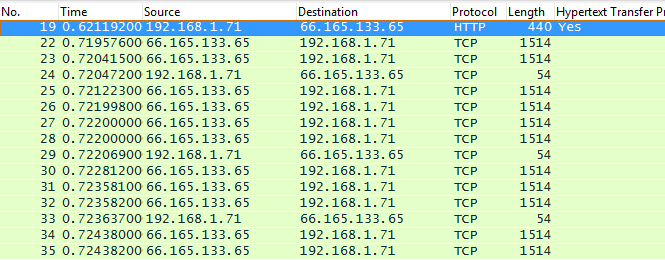 No. Time Source Destination Protocol Length Hypertext Transfer Pr
19 0.62119200 192.168.1.71 66.165.133.65 HTTP 440 Yes
22 0.71957600 66.165.133.65 192.168.1.71 TCP 1514
23 0.72041500 66.165.133.65 192.168.1.71 TCP 1514
24 0.72047200 192.168.1.71 66.165.133.65 TCP 54
25 0.72122300 66.165.133.65 192.168.1.71 TCP 1514
26 0.72199800 66.165.133.65 192.168.1.71 TCP 1514
27 0.72200000 66.165.133.65 192.168.1.71 TCP 1514
28 0.72200000 66.165.133.65 192.168.1.71 TCP 1514
29 0.72206900 192.168.1.71 66.165.133.65 TCP 54
30 0.72281200 66.165.133.65 192.168.1.71 TCP 1514
31 0.72358100 66.165.133.65 192.168.1.71 TCP 1514
32 0.72358200 66.165.133.65 192.168.1.71 TCP 1514
33 0.72363700 192.168.1.71 66.165.133.65 TCP 54
34 0.72438000 66.165.133.65 192.168.1.71 TCP 1514
35 0.72438200 66.165.133.65 192.168.1.71 TCP 1514